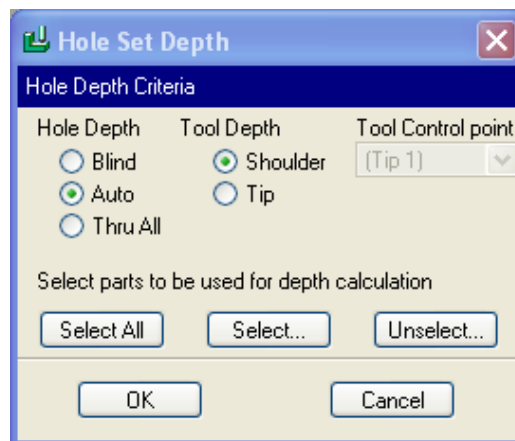 Hole Set Depth
Hole Depth Criteria
Hole Depth Tool Depth Tool Control point
Blind Shoulder (Tip 1)
Auto Tip
Thru All
Select parts to be used for depth calculation
Select All Select... Unselect...
OK Cancel